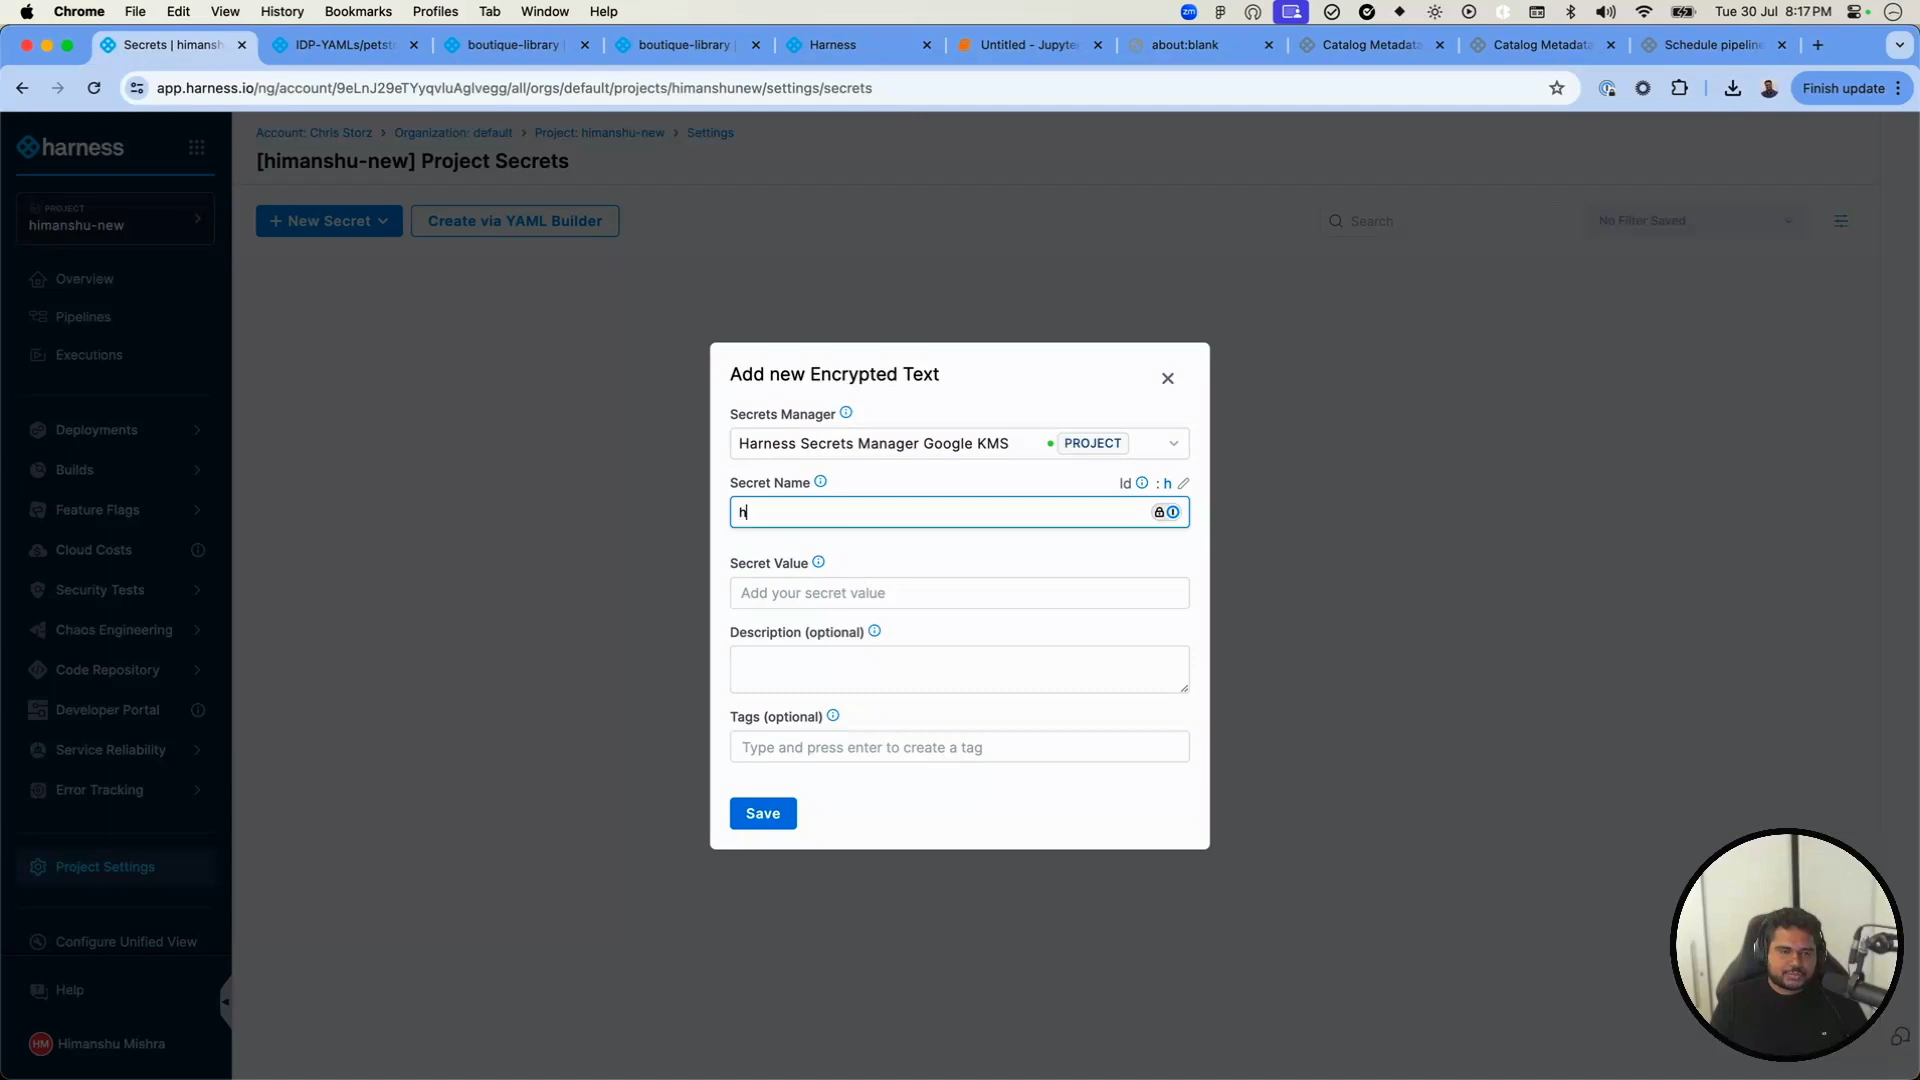 Chrome File Edit View History Bookmarks Profiles Tab Window Help
zm Tue 30 Jul 8:17 PM
Secrets | himansh
IDP-YAMLs/petst
boutique-library
boutique-library
Harness
Untitled - Jupyte
about:blank
Catalog Metadata
Catalog Metadata
Schedule pipeline
app.harness.io/ng/account/9eLnJ29eTYyqvIuAglvegg/all/orgs/default/projects/himanshunew/settings/secrets
Finish update
harness
PROJECT
himanshu-new
Overview
Pipelines
Executions
Deployments
Builds
Feature Flags
Cloud Costs
Security Tests
Chaos Engineering
Code Repository
Developer Portal
Service Reliability
Error Tracking
Project Settings
Configure Unified View
Help
HM Himanshu Mishra
Account: Chris Storz > Organization: default > Project: himanshu-new > Settings
[himanshu-new] Project Secrets
+ New Secret
Create via YAML Builder
Search
No Filter Saved
Add new Encrypted Text
Secrets Manager
Harness Secrets Manager Google KMS PROJECT
Secret Name Id : h
h
Secret Value
Add your secret value
Description (optional)
Tags (optional)
Type and press enter to create a tag
Save